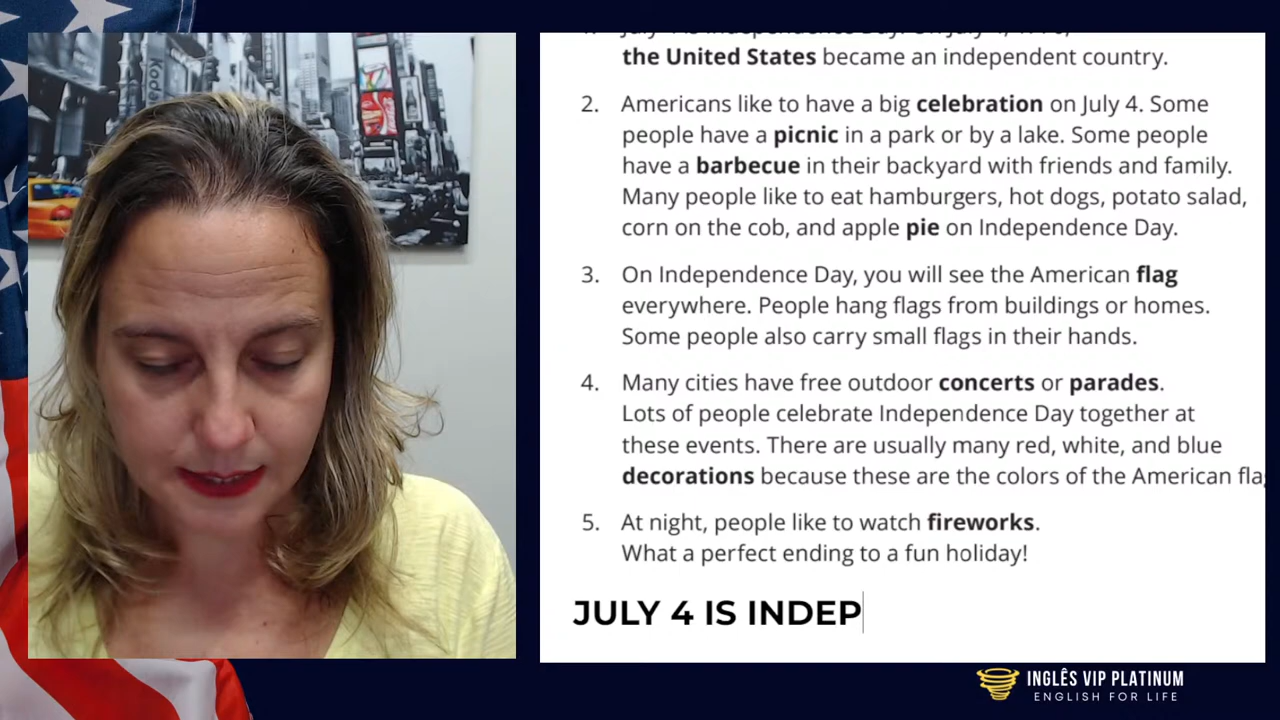 the United States became an independent country.
2. Americans like to have a big celebration on July 4. Some
people have a picnic in a park or by a lake. Some people
have a barbecue in their backyard with friends and family.
Many people like to eat hamburgers, hot dogs, potato salad,
corn on the cob, and apple pie on Independence Day.
3. On Independence Day, you will see the American flag
everywhere. People hang flags from buildings or homes.
Some people also carry small flags in their hands.
4. Many cities have free outdoor concerts or parades.
Lots of people celebrate Independence Day together at
these events. There are usually many red, white, and blue
decorations because these are the colors of the American fla
5. At night, people like to watch fireworks.
What a perfect ending to a fun holiday!
JULY 4 IS INDEP
INGLÊS VIP PLATINUM
ENGLISH FOR LIFE
Kodak